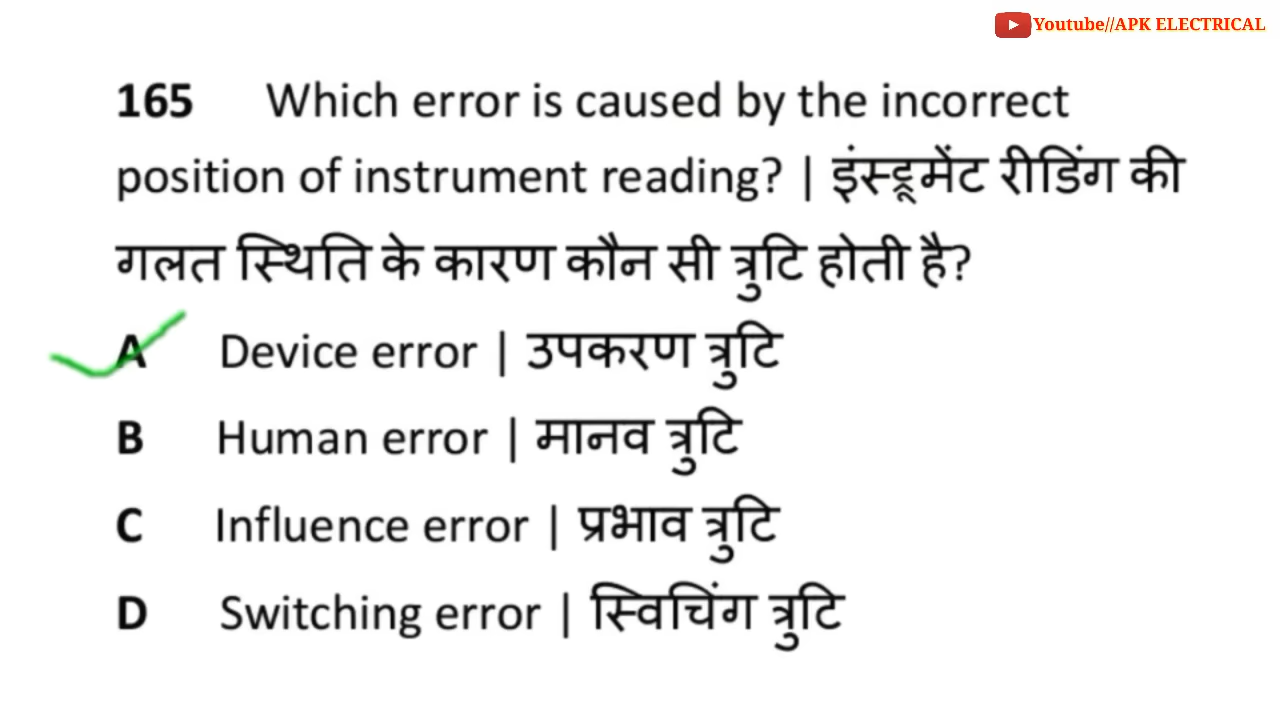 Youtube//APK ELECTRICAL
165 Which error is caused by the incorrect
position of instrument reading? | इंस्ट्रूमेंट रीडिंग की
गलत स्थिति के कारण कौन सी त्रुटि होती है?
A Device error | उपकरण त्रुटि
B Human error | मानव त्रुटि
C Influence error | प्रभाव त्रुटि
D Switching error | स्विचिंग त्रुटि